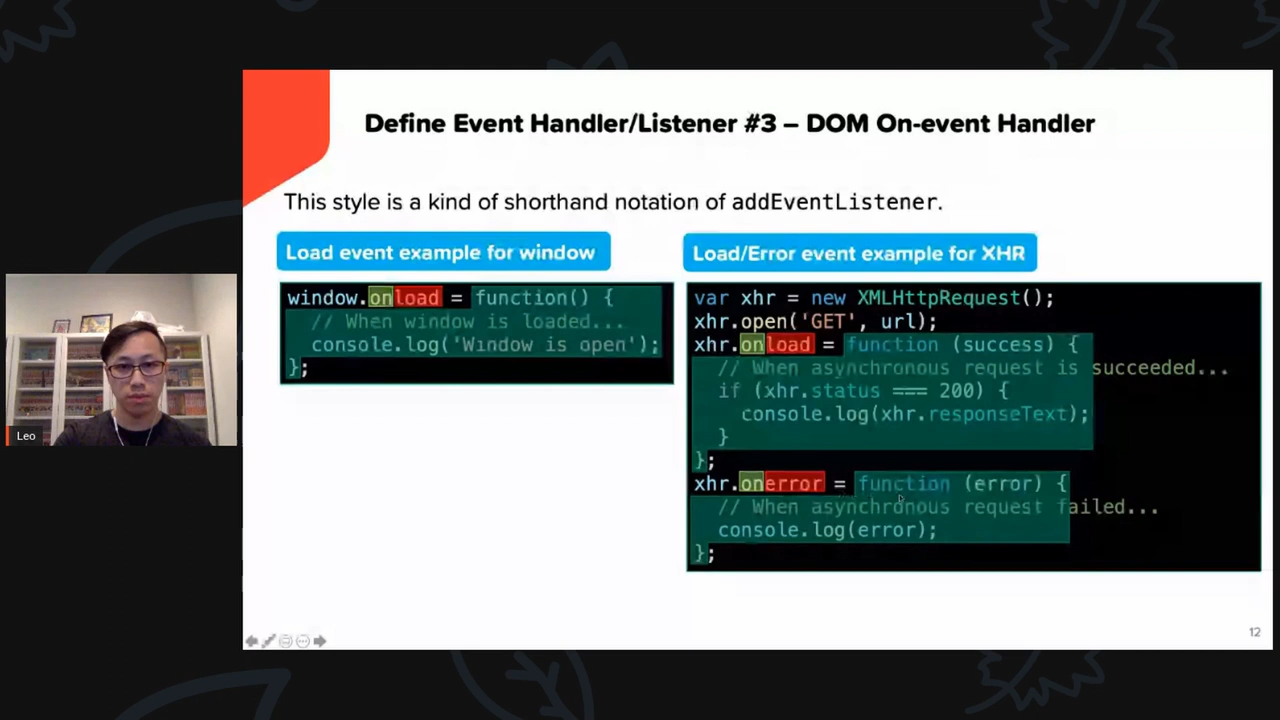 Define Event Handler/Listener #3 – DOM On-event Handler
This style is a kind of shorthand notation of addEventListener.
Load event example for window
window.onload = function() {
// When window is loaded...
console.log('Window is open');
};
Load/Error event example for XHR
var xhr = new XMLHttpRequest();
xhr.open('GET', url);
xhr.onload = function (success) {
// When asynchronous request is succeeded...
if (xhr.status === 200) {
console.log(xhr.responseText);
}
};
xhr.onerror = function (error) {
// When asynchronous request failed...
console.log(error);
};
Leo
12